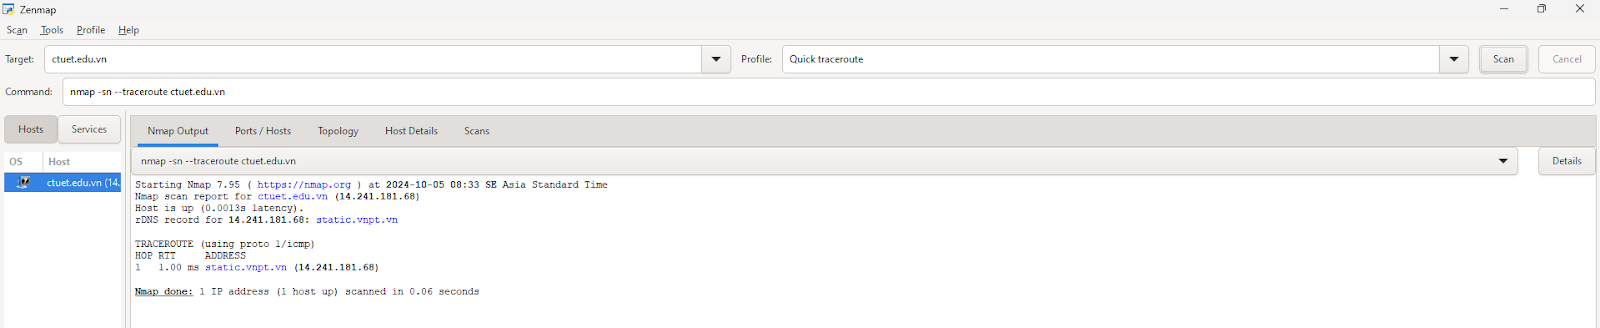 Zenmap
Scan Tools Profile Help
Target: ctuet.edu.vn Profile: Quick traceroute Scan Cancel
Command: nmap -sn --traceroute ctuet.edu.vn
Hosts Services Nmap Output Ports / Hosts Topology Host Details Scans
OS Host nmap -sn --traceroute ctuet.edu.vn Details
ctuet.edu.vn (14.
Starting Nmap 7.95 ( https://nmap.org ) at 2024-10-05 08:33 SE Asia Standard Time
Nmap scan report for ctuet.edu.vn (14.241.181.68)
Host is up (0.0013s latency).
rDNS record for 14.241.181.68: static.vnpt.vn
TRACEROUTE (using proto 1/icmp)
HOP RTT ADDRESS
1 1.00 ms static.vnpt.vn (14.241.181.68)
Nmap done: 1 IP address (1 host up) scanned in 0.06 seconds